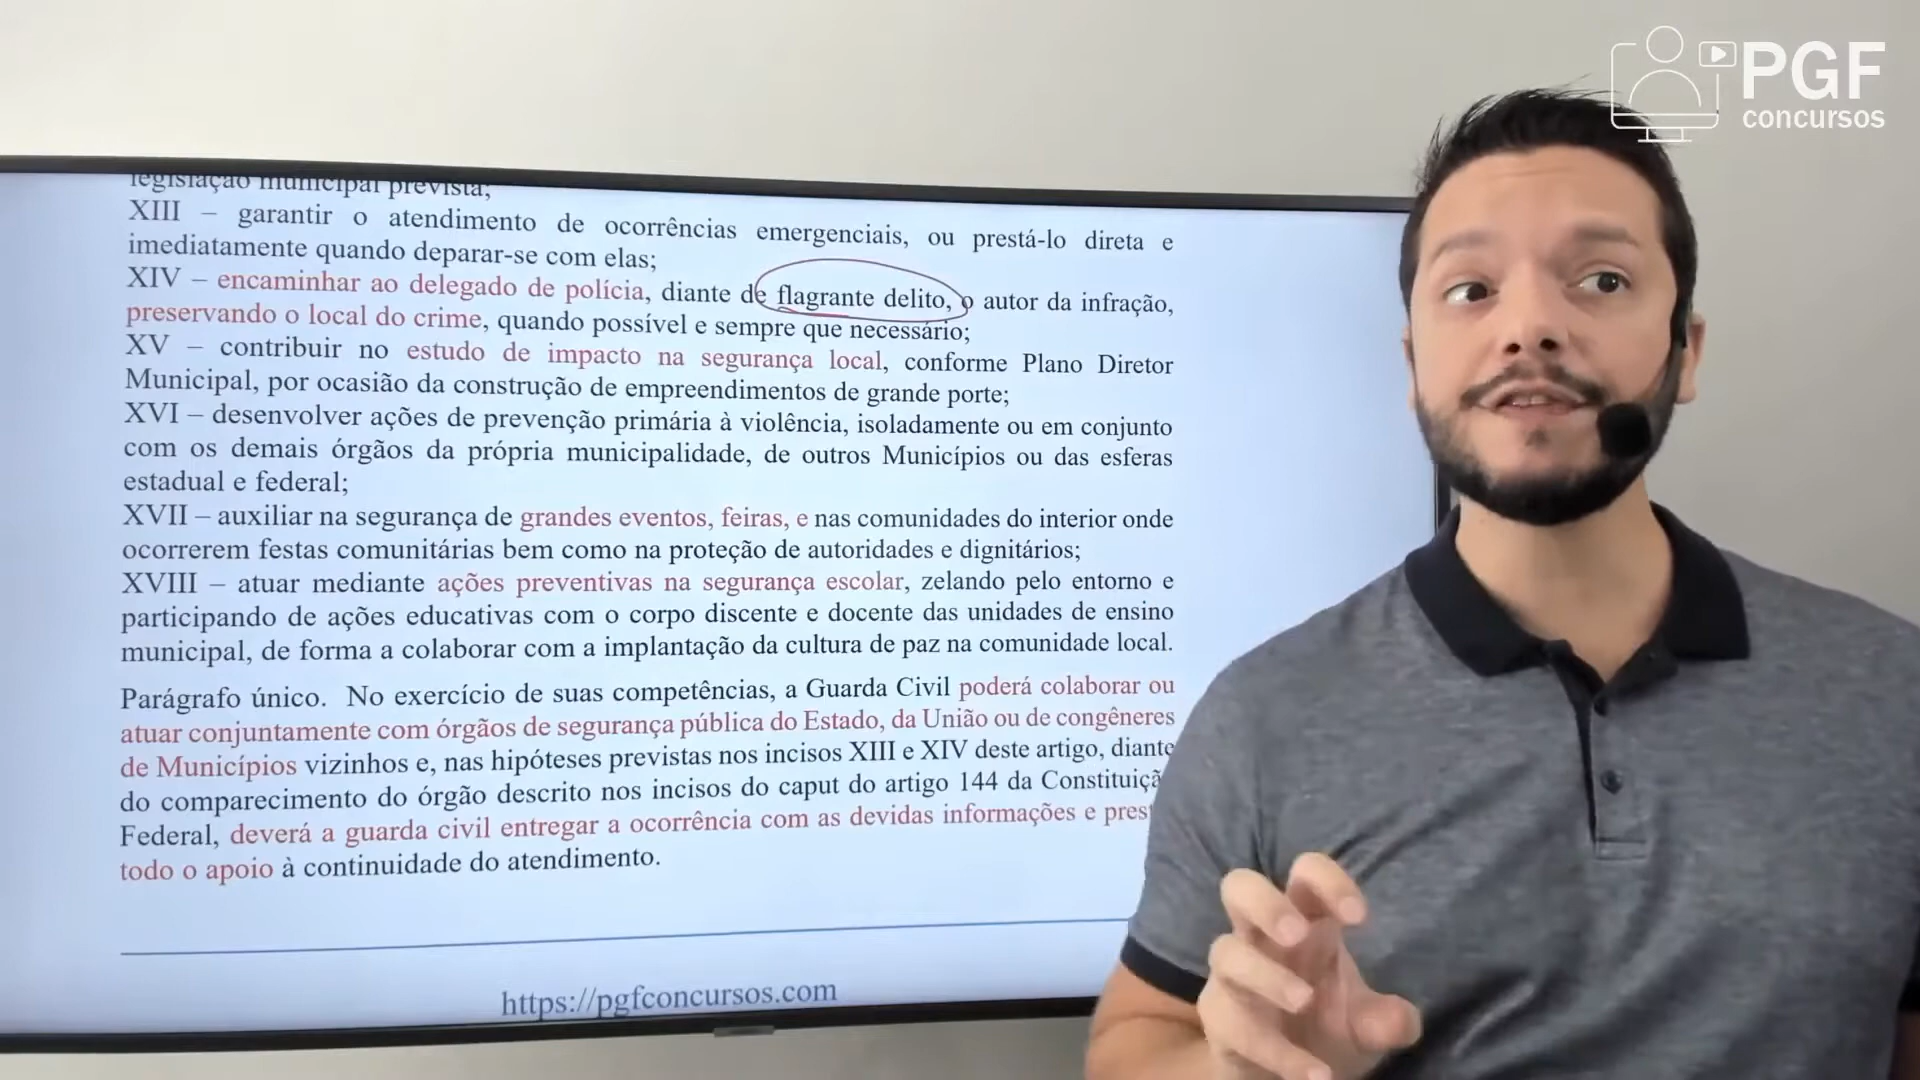 PGF
concursos
legislação municipal prevista;
XIII – garantir o atendimento de ocorrências emergenciais, ou prestá-lo direta e
imediatamente quando deparar-se com elas;
XIV – encaminhar ao delegado de polícia, diante de flagrante delito, o autor da infração,
preservando o local do crime, quando possível e sempre que necessário;
XV – contribuir no estudo de impacto na segurança local, conforme Plano Diretor
Municipal, por ocasião da construção de empreendimentos de grande porte;
XVI – desenvolver ações de prevenção primária à violência, isoladamente ou em conjunto
com os demais órgãos da própria municipalidade, de outros Municípios ou das esferas
estadual e federal;
XVII – auxiliar na segurança de grandes eventos, feiras, e nas comunidades do interior onde
ocorrerem festas comunitárias bem como na proteção de autoridades e dignitários;
XVIII – atuar mediante ações preventivas na segurança escolar, zelando pelo entorno e
participando de ações educativas com o corpo discente e docente das unidades de ensino
municipal, de forma a colaborar com a implantação da cultura de paz na comunidade local.
Parágrafo único. No exercício de suas competências, a Guarda Civil poderá colaborar ou
atuar conjuntamente com órgãos de segurança pública do Estado, da União ou de congêneres
de Municípios vizinhos e, nas hipóteses previstas nos incisos XIII e XIV deste artigo, diante
do comparecimento do órgão descrito nos incisos do caput do artigo 144 da Constituiçã
Federal, deverá a guarda civil entregar a ocorrência com as devidas informações e pres
todo o apoio à continuidade do atendimento.
https://pgfconcursos.com